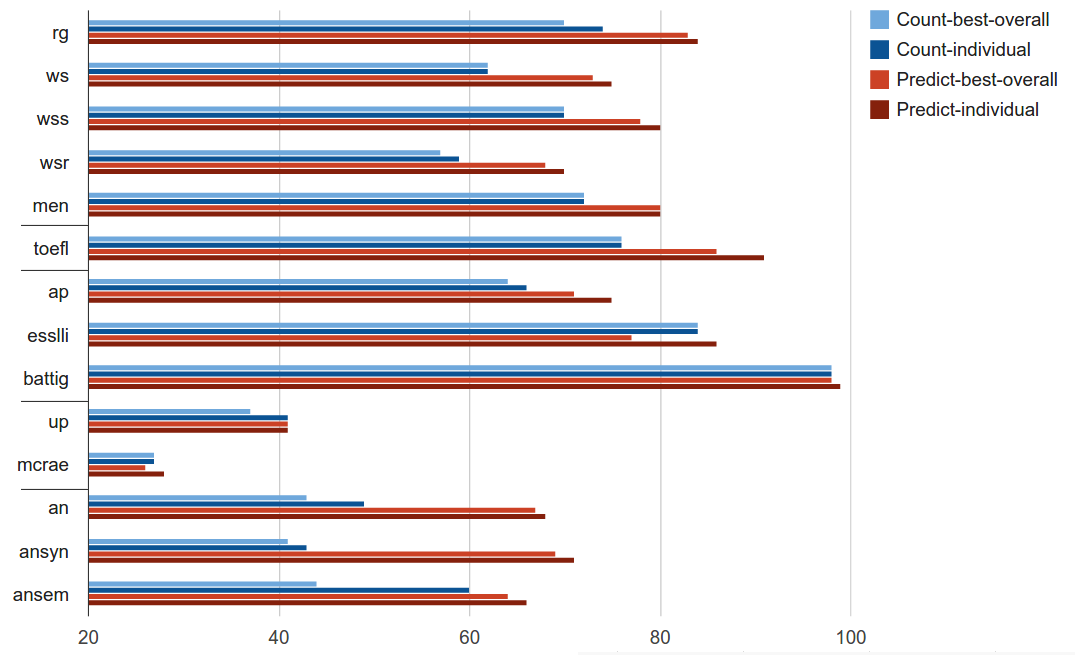 rg
ws
wss
wsr
men
toefl
ap
esslli
battig
up
mcrae
an
ansyn
ansem
20 40 60 80 100
Count-best-overall
Count-individual
Predict-best-overall
Predict-individual